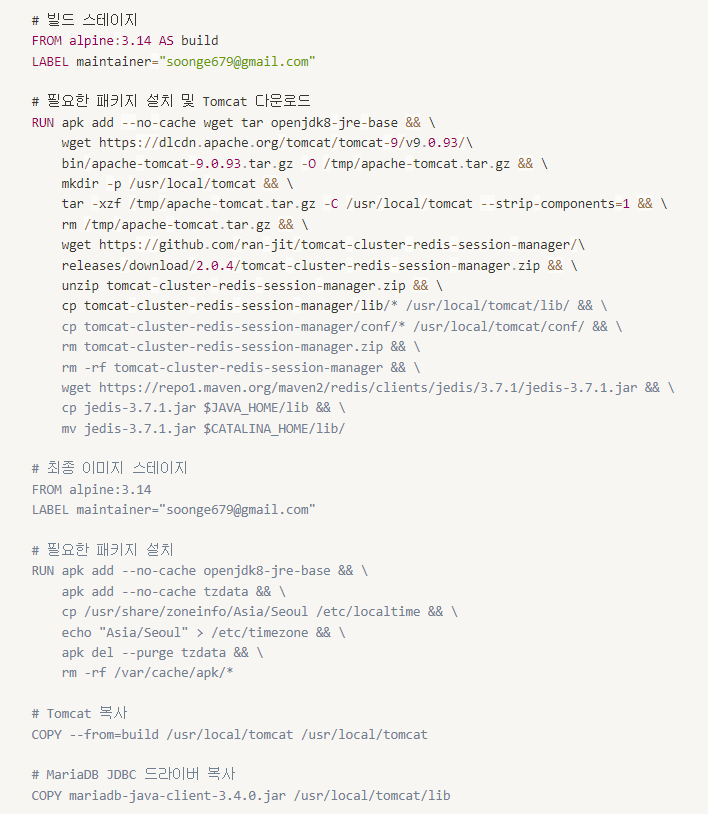 # 빌드 스테이지
FROM alpine:3.14 AS build
LABEL maintainer="soonge679@gmail.com"
# 필요한 패키지 설치 및 Tomcat 다운로드
RUN apk add --no-cache wget tar openjdk8-jre-base && \
wget https://dlcdn.apache.org/tomcat/tomcat-9/v9.0.93/\
bin/apache-tomcat-9.0.93.tar.gz -O /tmp/apache-tomcat.tar.gz && \
mkdir -p /usr/local/tomcat && \
tar -xzf /tmp/apache-tomcat.tar.gz -C /usr/local/tomcat --strip-components=1 && \
rm /tmp/apache-tomcat.tar.gz && \
wget https://github.com/ran-jit/tomcat-cluster-redis-session-manager/\
releases/download/2.0.4/tomcat-cluster-redis-session-manager.zip && \
unzip tomcat-cluster-redis-session-manager.zip && \
cp tomcat-cluster-redis-session-manager/lib/* /usr/local/tomcat/lib/ && \
cp tomcat-cluster-redis-session-manager/conf/* /usr/local/tomcat/conf/ && \
rm tomcat-cluster-redis-session-manager.zip && \
rm -rf tomcat-cluster-redis-session-manager && \
wget https://repo1.maven.org/maven2/redis/clients/jedis/3.7.1/jedis-3.7.1.jar && \
cp jedis-3.7.1.jar $JAVA_HOME/lib && \
mv jedis-3.7.1.jar $CATALINA_HOME/lib/
# 최종 이미지 스테이지
FROM alpine:3.14
LABEL maintainer="soonge679@gmail.com"
# 필요한 패키지 설치
RUN apk add --no-cache openjdk8-jre-base && \
apk add --no-cache tzdata && \
cp /usr/share/zoneinfo/Asia/Seoul /etc/localtime && \
echo "Asia/Seoul" > /etc/timezone && \
apk del --purge tzdata && \
rm -rf /var/cache/apk/*
# Tomcat 복사
COPY --from=build /usr/local/tomcat /usr/local/tomcat
# MariaDB JDBC 드라이버 복사
COPY mariadb-java-client-3.4.0.jar /usr/local/tomcat/lib